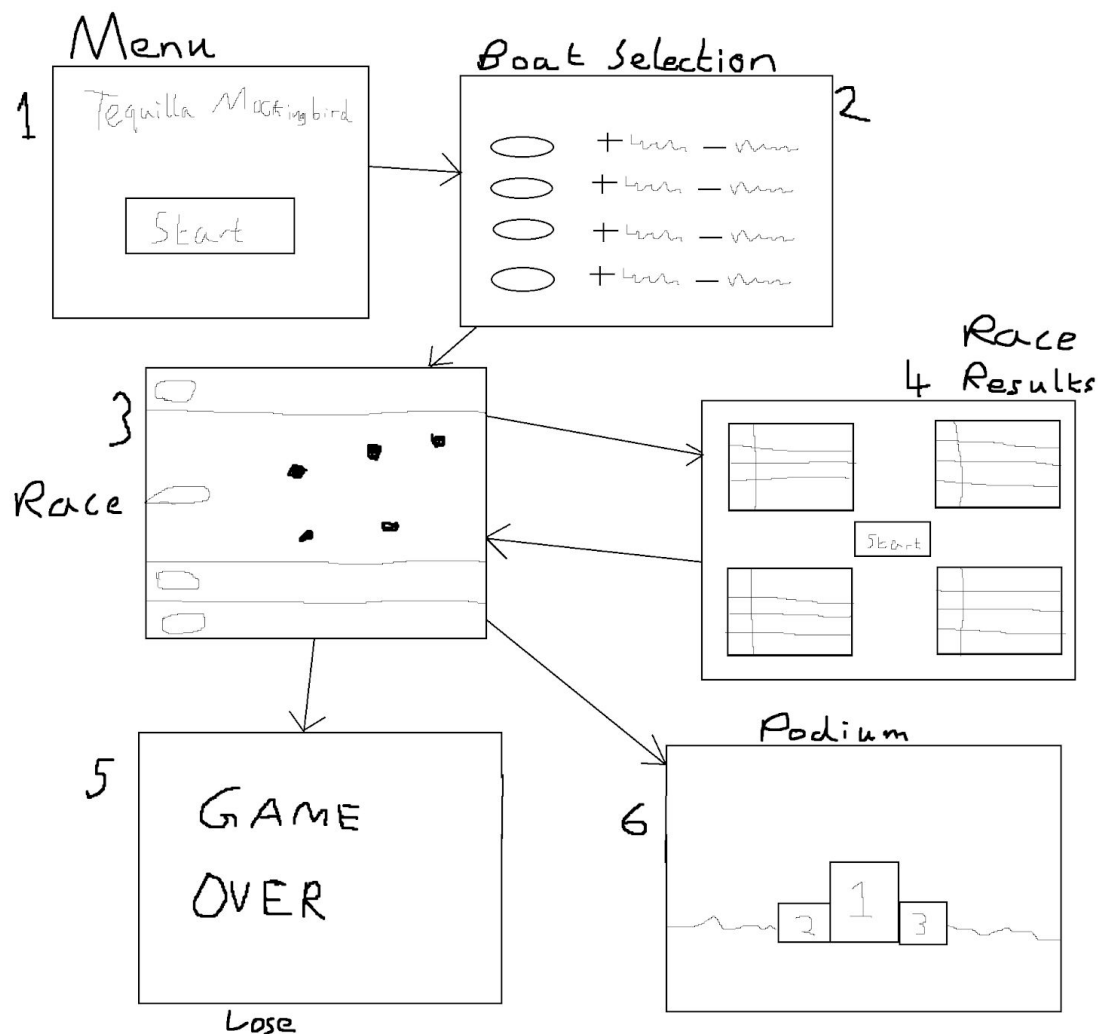 Menu
1
Tequilla Mockingbird
Start
Boat Selection
2
+ -
+ -
+ -
+ -
3
Race
Race
4 Results
Start
5
GAME
OVER
Lose
Podium
6
2 1 3